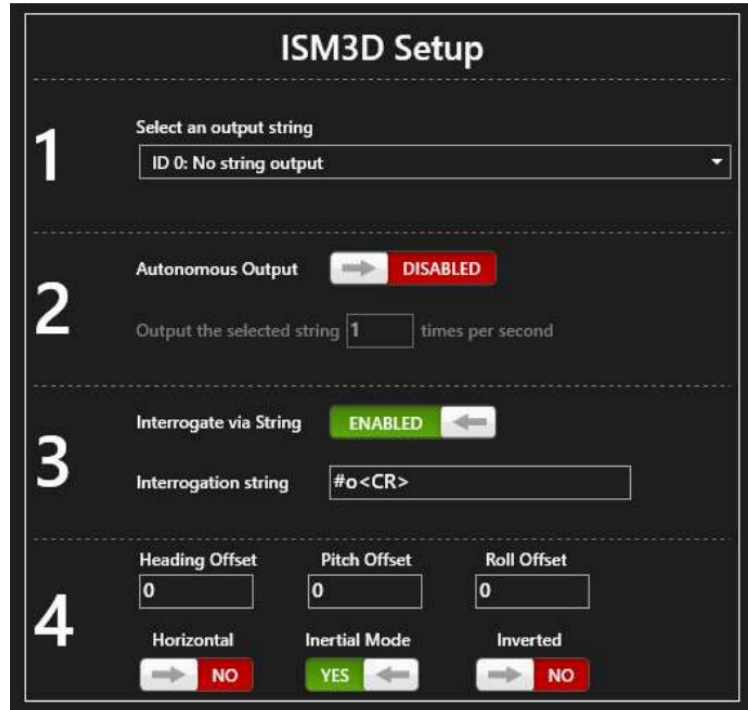 ISM3D Setup
1
Select an output string
ID 0: No string output
2
Autonomous Output DISABLED
Output the selected string 1 times per second
3
Interrogate via String ENABLED
Interrogation string #o<CR>
4
Heading Offset Pitch Offset Roll Offset
0 0 0
Horizontal Inertial Mode Inverted
NO YES NO